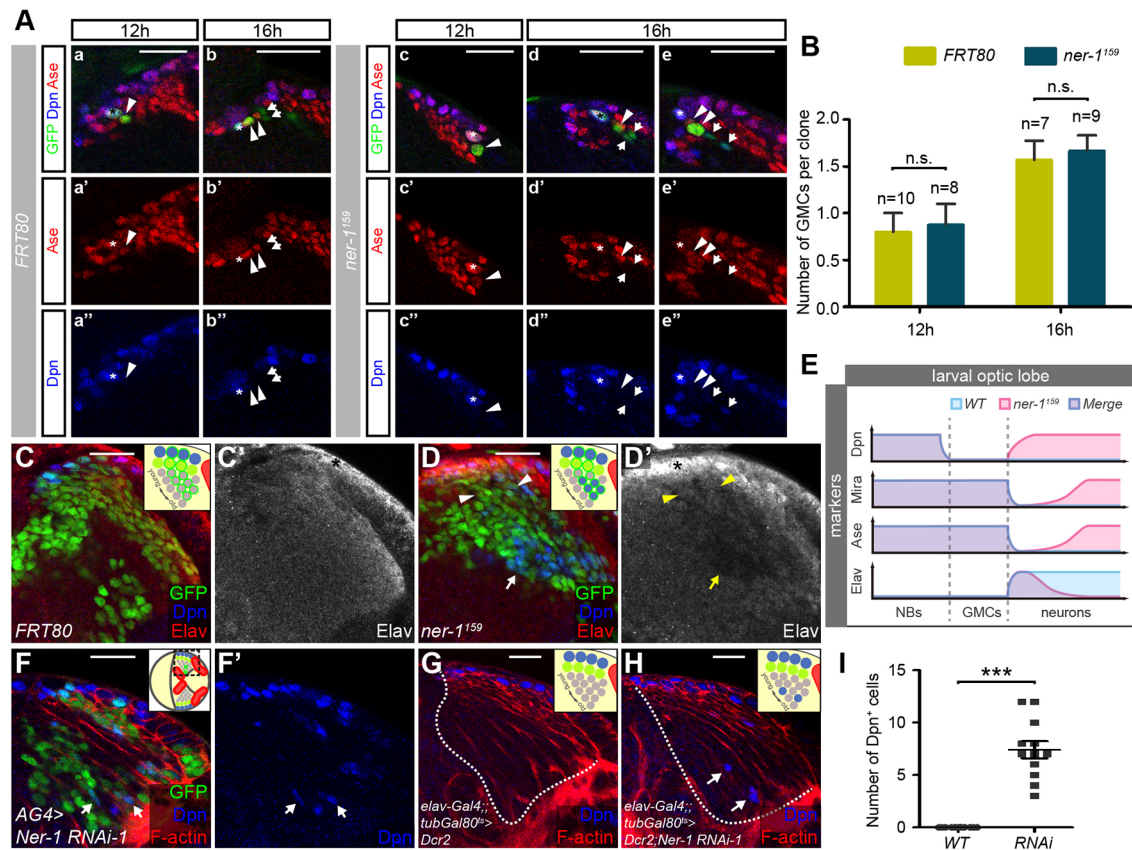 A
12h
16h
12h
16h
FRT80
GFP Dpn Ase
Ase
Dpn
ner-1¹⁵⁹
GFP Dpn Ase
Ase
Dpn
a
b
c
d
e
a'
b'
c'
d'
e'
a''
b''
c''
d''
e''
B
FRT80
ner-1¹⁵⁹
Number of GMCs per clone
2.0
1.5
1.0
0.5
0.0
n.s.
n=10
n=8
n.s.
n=7
n=9
12h
16h
C
young
old
GFP
Dpn
Elav
FRT80
C'
Elav
D
young
old
GFP
Dpn
Elav
ner-1¹⁵⁹
D'
Elav
E
larval optic lobe
WT
ner-1¹⁵⁹
Merge
markers
Dpn
Mira
Ase
Elav
NBs
GMCs
neurons
F
AG4>
Ner-1 RNAi-1
GFP
Dpn
F-actin
F'
Dpn
G
young
old
elav-Gal4;;
tubGal80ᵗˢ>
Dcr2
Dpn
F-actin
H
young
old
elav-Gal4;;
tubGal80ᵗˢ>
Dcr2;Ner-1 RNAi-1
Dpn
F-actin
I
Number of Dpn⁺ cells
15
10
5
0
***
WT
RNAi